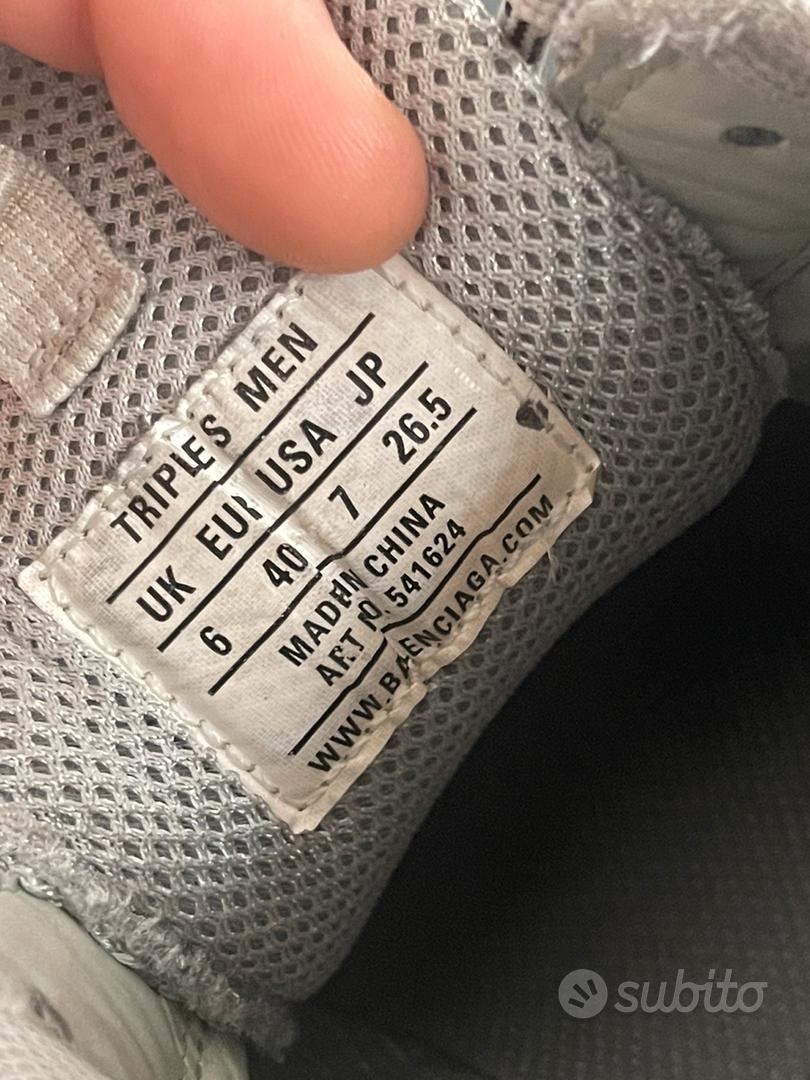 TRIPLES MEN
UK EUR USA JP
6 40 7 26.5
MADE IN CHINA
ART NO. 541624
WWW.BALENCIAGA.COM
subito